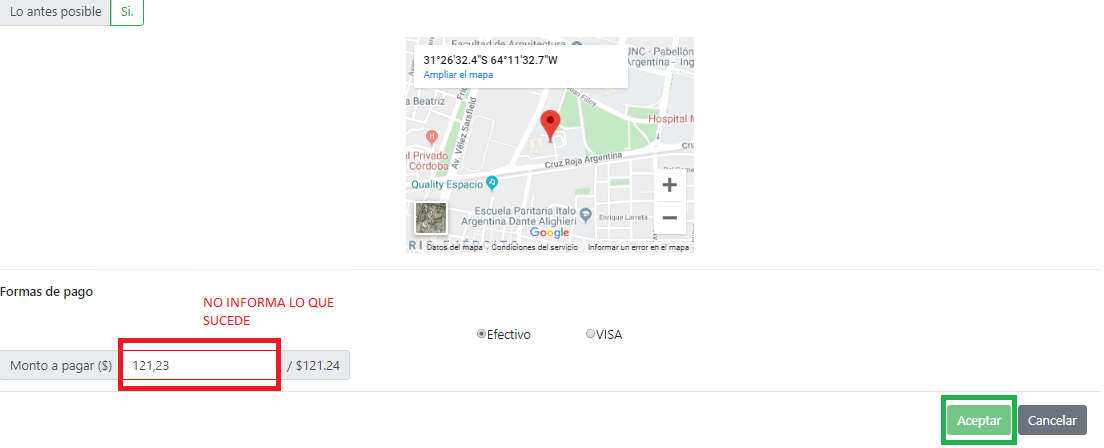 Lo antes posible Si.
Facultad de Arquitectura
31°26'32.4"S 64°11'32.7"W
Ampliar el mapa
UNC - Pabellón
Argentina - Ing
Beatriz
Av. Vélez Sarsfield
Hospital M
Privado
Córdoba
Cruz Roja Argentina
Quality Espacio
Escuela Paritaria Italo
Argentina Dante Alighieri
Enrique Larreta
+
−
Google
Datos del mapa Condiciones del servicio Informar un error en el mapa
Formas de pago
NO INFORMA LO QUE
SUCEDE
Efectivo VISA
Monto a pagar ($) 121,23 / $121.24
Aceptar Cancelar